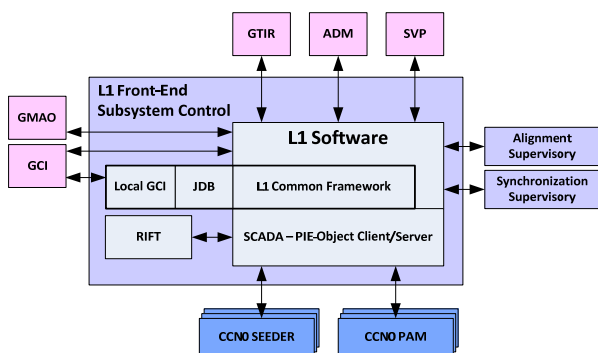 GTIR
ADM
SVP
L1 Front-End
Subsystem Control
GMAO
GCI
L1 Software
Alignment
Supervisory
Synchronization
Supervisory
Local GCI
JDB
L1 Common Framework
RIFT
SCADA – PIE-Object Client/Server
CCN0 SEEDER
CCN0 PAM